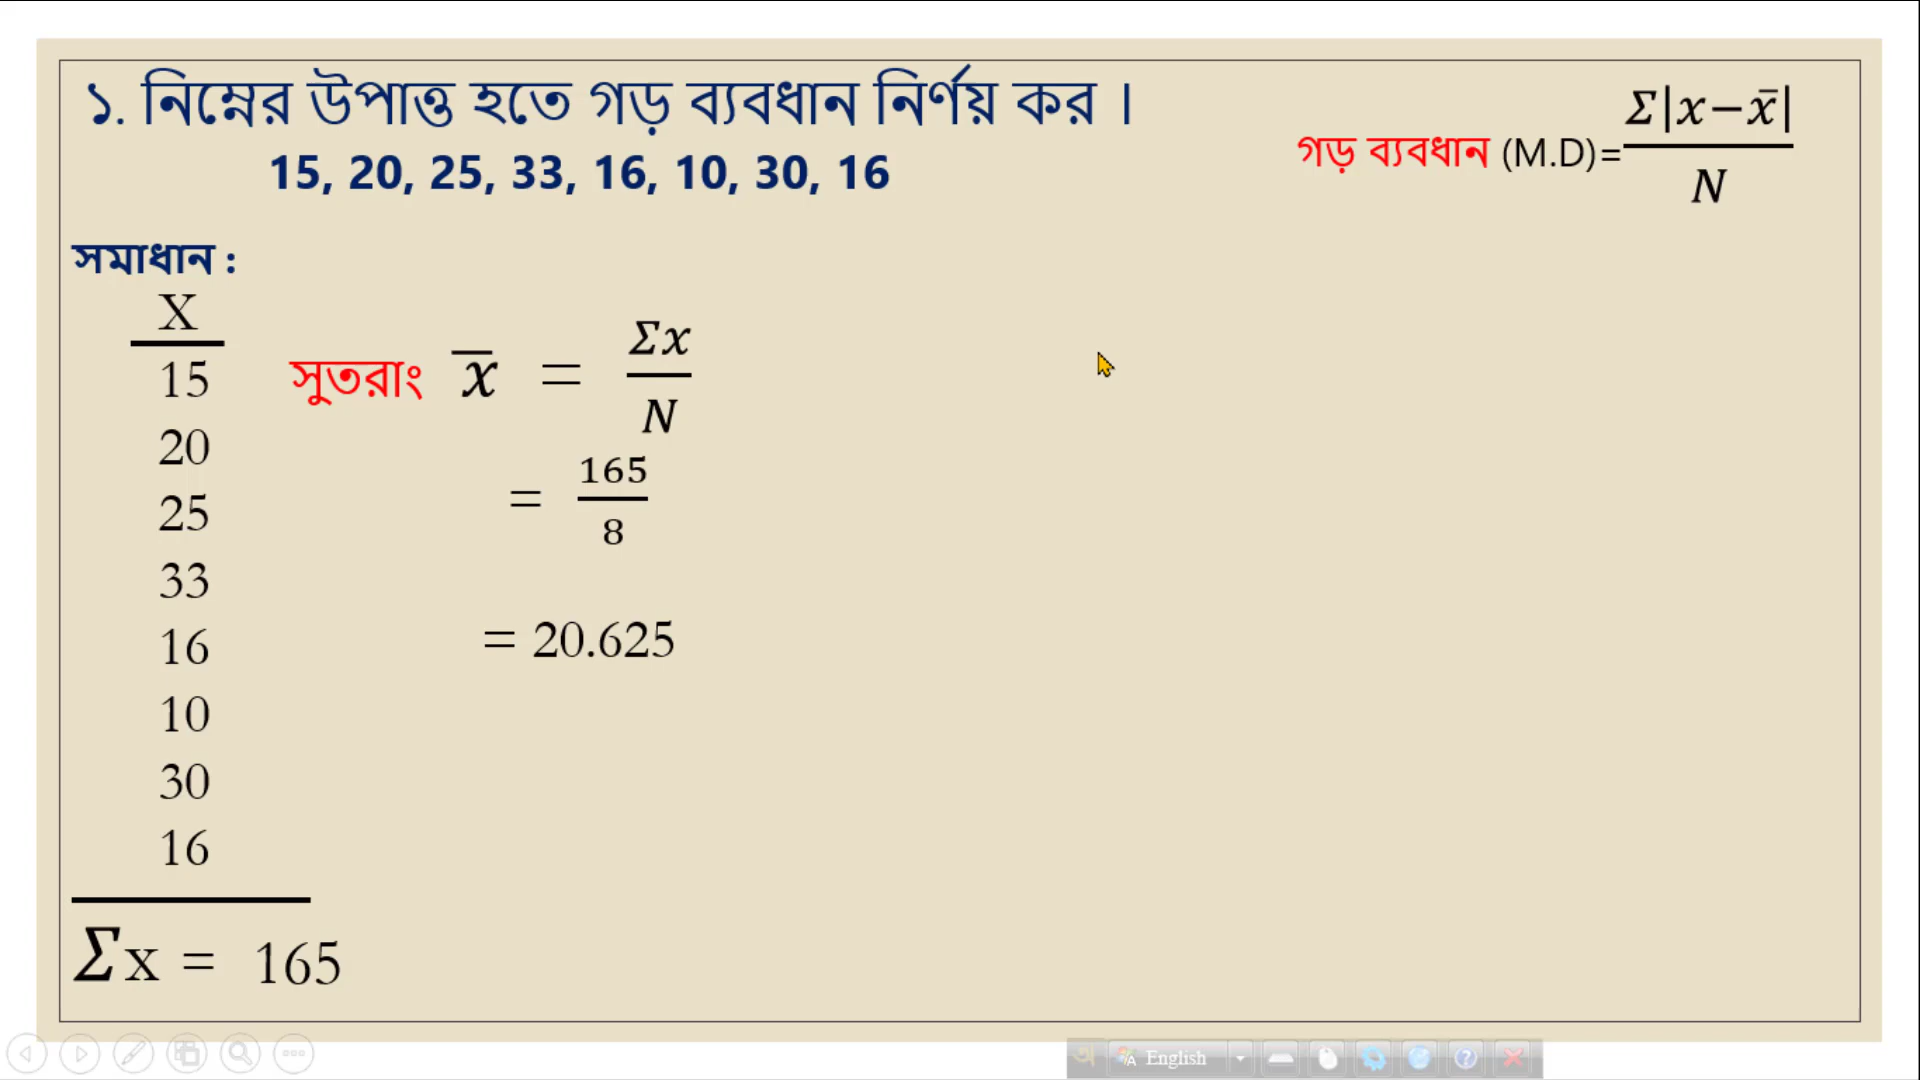 ১. নিম্নের উপাত্ত হতে গড় ব্যবধান নির্ণয় কর ।
15, 20, 25, 33, 16, 10, 30, 16
গড় ব্যবধান (M.D)= Σ|x−x̄| / N
সমাধান :
X
15
20
25
33
16
10
30
16
Σx = 165
সুতরাং x̄ = Σx / N
= 165 / 8
= 20.625
English